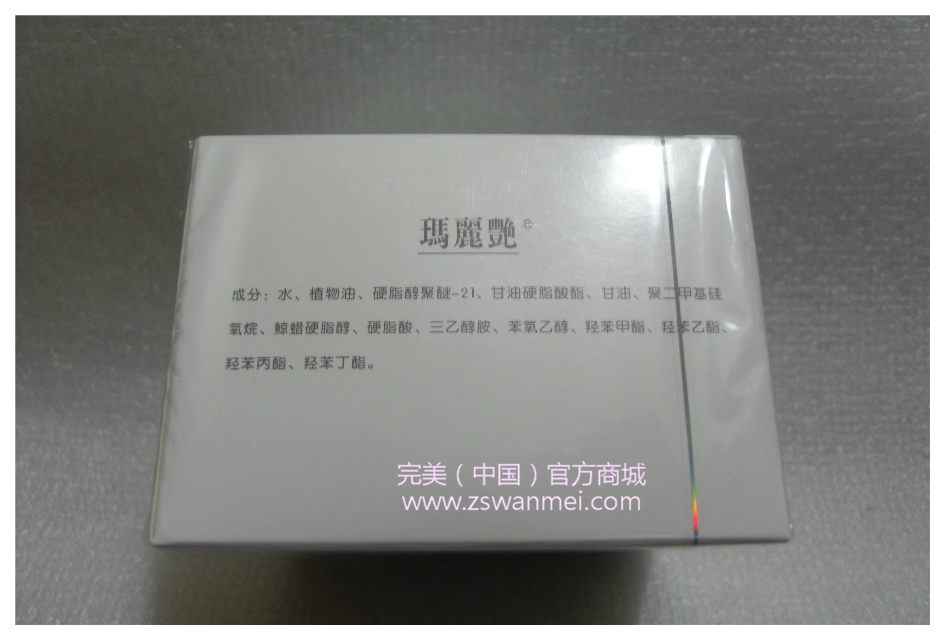 瑪麗艷®
成分：水、植物油、硬脂醇聚醚-21、甘油硬脂酸酯、甘油、聚二甲基硅
氧烷、鲸蜡硬脂醇、硬脂酸、三乙醇胺、苯氧乙醇、羟苯甲酯、羟苯乙酯、
羟苯丙酯、羟苯丁酯。
完美（中国）官方商城
www.zswanmei.com